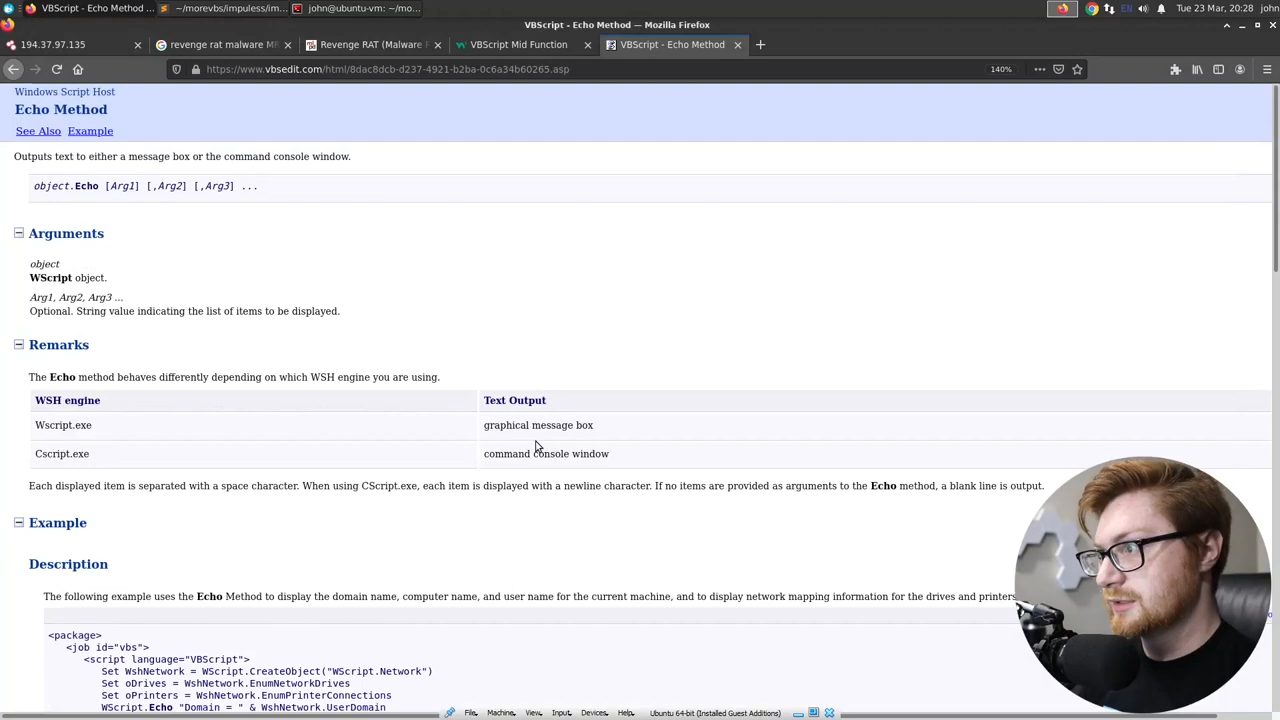 VBScript - Echo Method ...
~/morevbs/impuless/im...
john@ubuntu-vm: ~/mo...
EN
Tue 23 Mar, 20:28
john
VBScript - Echo Method — Mozilla Firefox
194.37.97.135
revenge rat malware MR
Revenge RAT (Malware F
VBScript Mid Function
VBScript - Echo Method
https://www.vbsedit.com/html/8dac8dcb-d237-4921-b2ba-0c6a34b60265.asp
140%
Windows Script Host
Echo Method
See Also Example
Outputs text to either a message box or the command console window.
object.Echo [Arg1] [,Arg2] [,Arg3] ...
Arguments
object
WScript object.
Arg1, Arg2, Arg3 ...
Optional. String value indicating the list of items to be displayed.
Remarks
The Echo method behaves differently depending on which WSH engine you are using.
WSH engine Text Output
Wscript.exe graphical message box
Cscript.exe command console window
Each displayed item is separated with a space character. When using CScript.exe, each item is displayed with a newline character. If no items are provided as arguments to the Echo method, a blank line is output.
Example
Description
The following example uses the Echo Method to display the domain name, computer name, and user name for the current machine, and to display network mapping information for the drives and printers
<package>
<job id="vbs">
<script language="VBScript">
Set WshNetwork = WScript.CreateObject("WScript.Network")
Set oDrives = WshNetwork.EnumNetworkDrives
Set oPrinters = WshNetwork.EnumPrinterConnections
WScript.Echo "Domain = " & WshNetwork.UserDomain
File Machine View Input Devices Help Ubuntu 64-bit (Installed Guest Additions)